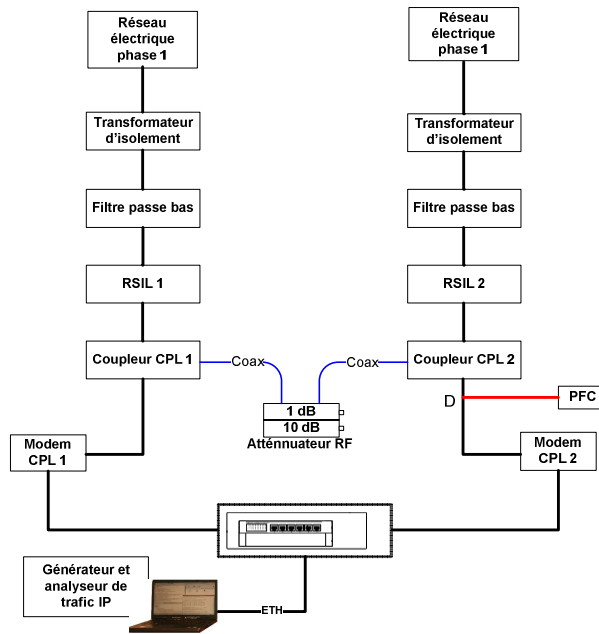 Réseau
électrique
phase 1
Réseau
électrique
phase 1
Transformateur
d'isolement
Transformateur
d'isolement
Filtre passe bas
Filtre passe bas
RSIL 1
RSIL 2
Coupleur CPL 1
Coax
Coax
Coupleur CPL 2
D
PFC
1 dB
10 dB
Atténnuateur RF
Modem
CPL 1
Modem
CPL 2
Générateur et
analyseur de
trafic IP
ETH